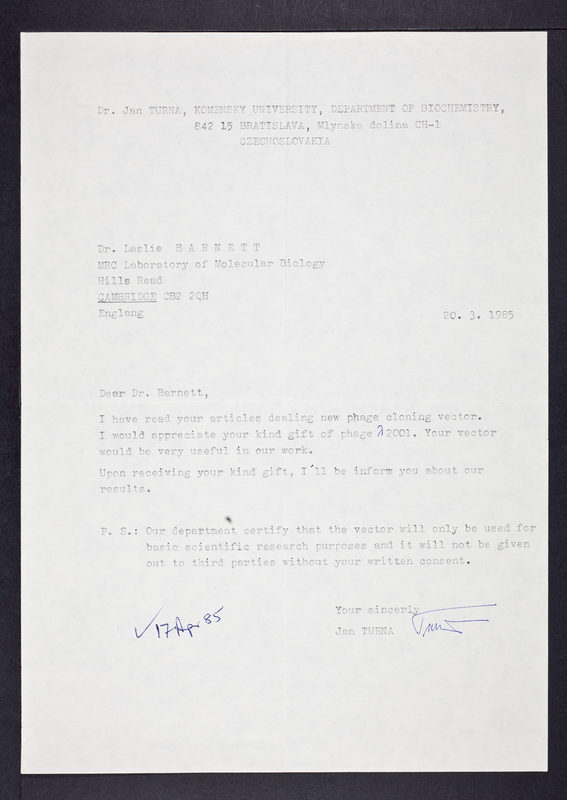 Dr. Jan TURNA, KOMENSKY UNIVERSITY, DEPARTMENT OF BIOCHEMISTRY,
842 15 BRATISLAVA, Mlynska dolina CH-1
CZECHOSLOVAKIA
Dr. Leslie B A R N E T T
MRC Laboratory of Molecular Biology
Hills Road
CAMBRIDGE CB2 2QH
Englang
20. 3. 1985
Dear Dr. Barnett,
I have read your articles dealing new phage cloning vector.
I would appreciate your kind gift of phage λ2001. Your vector
would be very useful in our work.
Upon receiving your kind gift, I'll be inform you about our
results.
P. S.: Our department certify that the vector will only be used for
basic scientific research purposes and it will not be given
out to third parties without your written consent.
Your sincerly
Jan TURNA
✓ 17 Apr 85